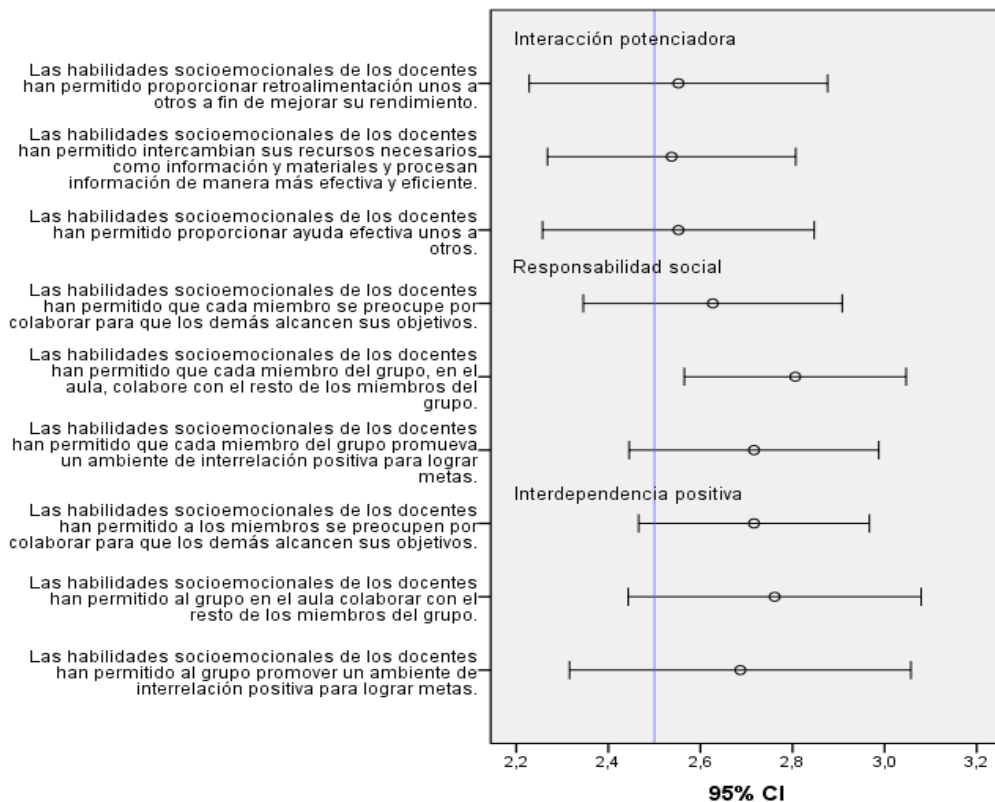 Interacción potenciadora
Las habilidades socioemocionales de los docentes
han permitido proporcionar retroalimentación unos a
otros a fin de mejorar su rendimiento.
Las habilidades socioemocionales de los docentes
han permitido intercambian sus recursos necesarios
como información y materiales y procesan
información de manera más efectiva y eficiente.
Las habilidades socioemocionales de los docentes
han permitido proporcionar ayuda efectiva unos a
otros.
Responsabilidad social
Las habilidades socioemocionales de los docentes
han permitido que cada miembro se preocupe por
colaborar para que los demás alcancen sus objetivos.
Las habilidades socioemocionales de los docentes
han permitido que cada miembro del grupo, en el
aula, colabore con el resto de los miembros del
grupo.
Las habilidades socioemocionales de los docentes
han permitido que cada miembro del grupo promueva
un ambiente de interrelación positiva para lograr
metas.
Interdependencia positiva
Las habilidades socioemocionales de los docentes
han permitido a los miembros se preocupen por
colaborar para que los demás alcancen sus objetivos.
Las habilidades socioemocionales de los docentes
han permitido al grupo en el aula colaborar con el
resto de los miembros del grupo.
Las habilidades socioemocionales de los docentes
han permitido al grupo promover un ambiente de
interrelación positiva para lograr metas.
2,2 2,4 2,6 2,8 3,0 3,2
95% CI